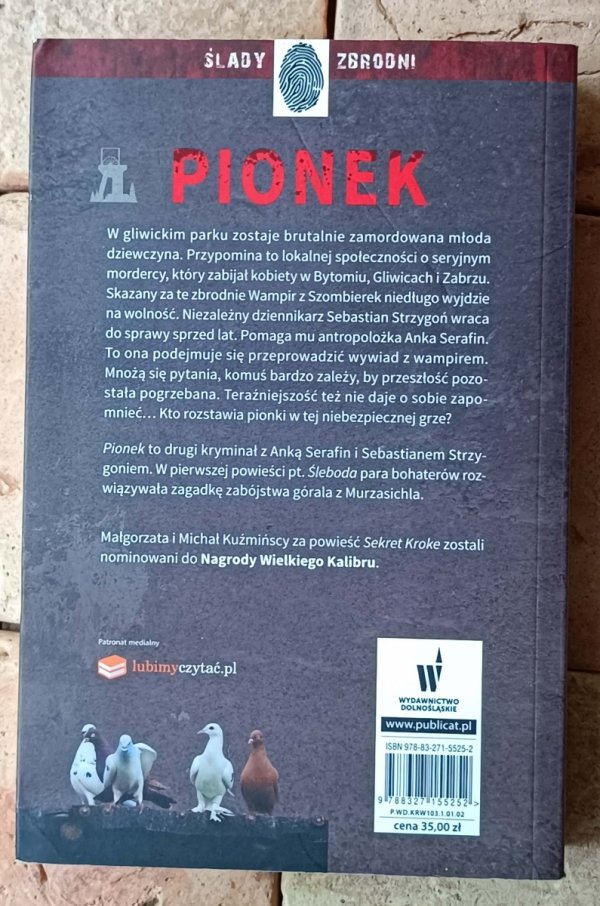 ŚLADY ZBRODNI
PIONEK
W gliwickim parku zostaje brutalnie zamordowana młoda
dziewczyna. Przypomina to lokalnej społeczności o seryjnym
mordercy, który zabijał kobiety w Bytomiu, Gliwicach i Zabrzu.
Skazany za te zbrodnie Wampir z Szombierek niedługo wyjdzie
na wolność. Niezależny dziennikarz Sebastian Strzygoń wraca
do sprawy sprzed lat. Pomaga mu antropolożka Anka Serafin.
To ona podejmuje się przeprowadzić wywiad z wampirem.
Mnożą się pytania, komuś bardzo zależy, by przeszłość pozo-
stała pogrzebana. Teraźniejszość też nie daje o sobie zapo-
mnieć... Kto rozstawia pionki w tej niebezpiecznej grze?
Pionek to drugi kryminał z Anką Serafin i Sebastianem Strzy-
goniem. W pierwszej powieści pt. Śleboda para bohaterów roz-
wiązywała zagadkę zabójstwa górala z Murzasichla.
Małgorzata i Michał Kuźmińscy za powieść Sekret Kroke zostali
nominowani do Nagrody Wielkiego Kalibru.
Patronat medialny
lubimyczytać.pl
WYDAWNICTWO
DOLNOŚLĄSKIE
www.publicat.pl
ISBN 978-83-271-5525-2
9 788327 155252 >
P.WD.KRW103.1.01.02
cena 35,00 zł